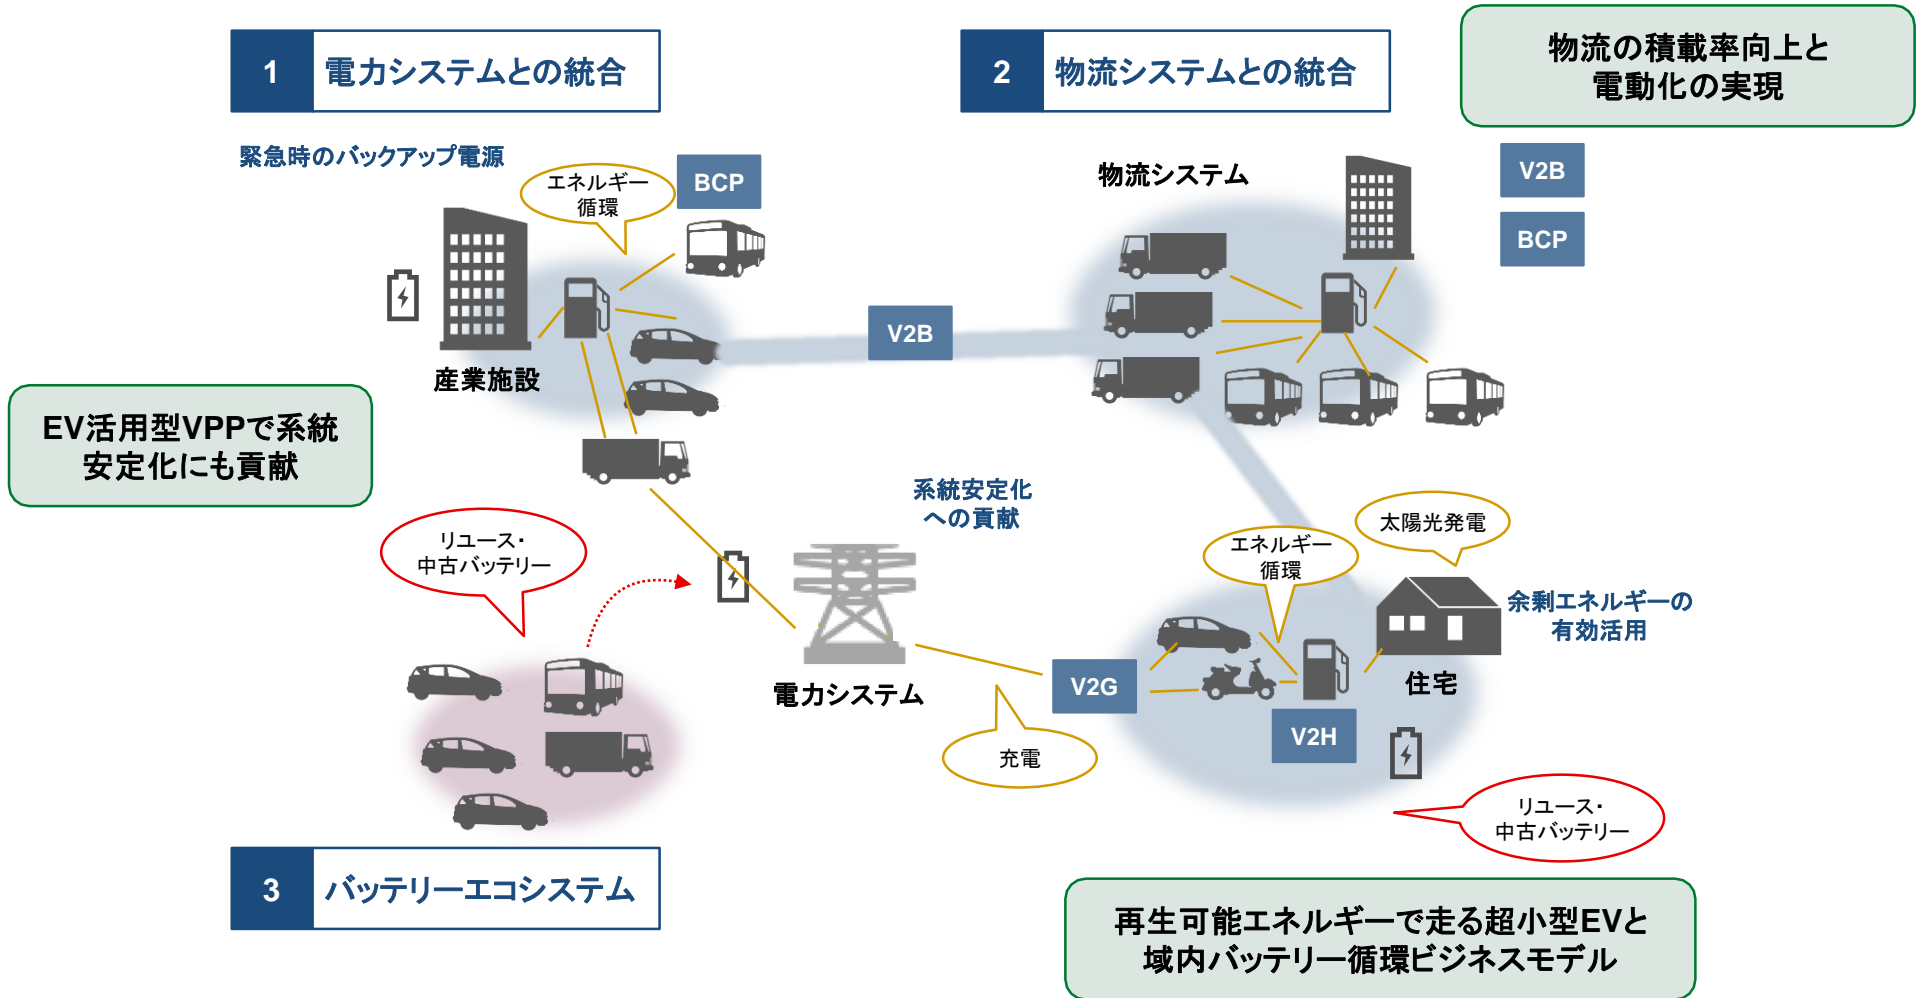 1 電力システムとの統合
2 物流システムとの統合
物流の積載率向上と
電動化の実現
緊急時のバックアップ電源
エネルギー
循環
BCP
物流システム
V2B
BCP
V2B
産業施設
EV活用型VPPで系統
安定化にも貢献
系統安定化
への貢献
太陽光発電
リユース・
中古バッテリー
エネルギー
循環
余剰エネルギーの
有効活用
電力システム
V2G
住宅
V2H
充電
リユース・
中古バッテリー
3 バッテリーエコシステム
再生可能エネルギーで走る超小型EVと
域内バッテリー循環ビジネスモデル